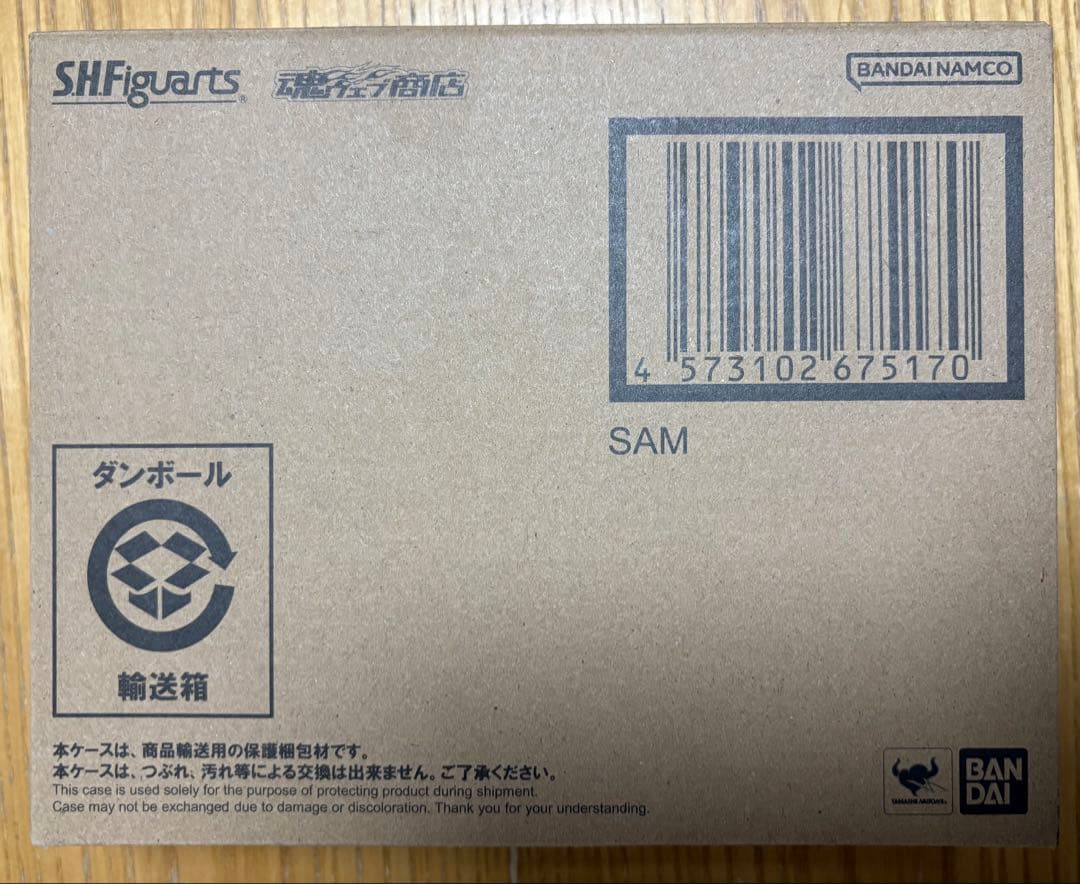 S.H.Figuarts®
魂ウェブ商店
BANDAI NAMCO
4 573102 675170
SAM
ダンボール
輸送箱
本ケースは、商品輸送用の保護梱包材です。
本ケースは、つぶれ、汚れ等による交換は出来ません。ご了承ください。
This case is used solely for the purpose of protecting product during shipment.
Case may not be exchanged due to damage or discoloration. Thank you for your understanding.
TAMASHII NATIONS
BAN
DAI